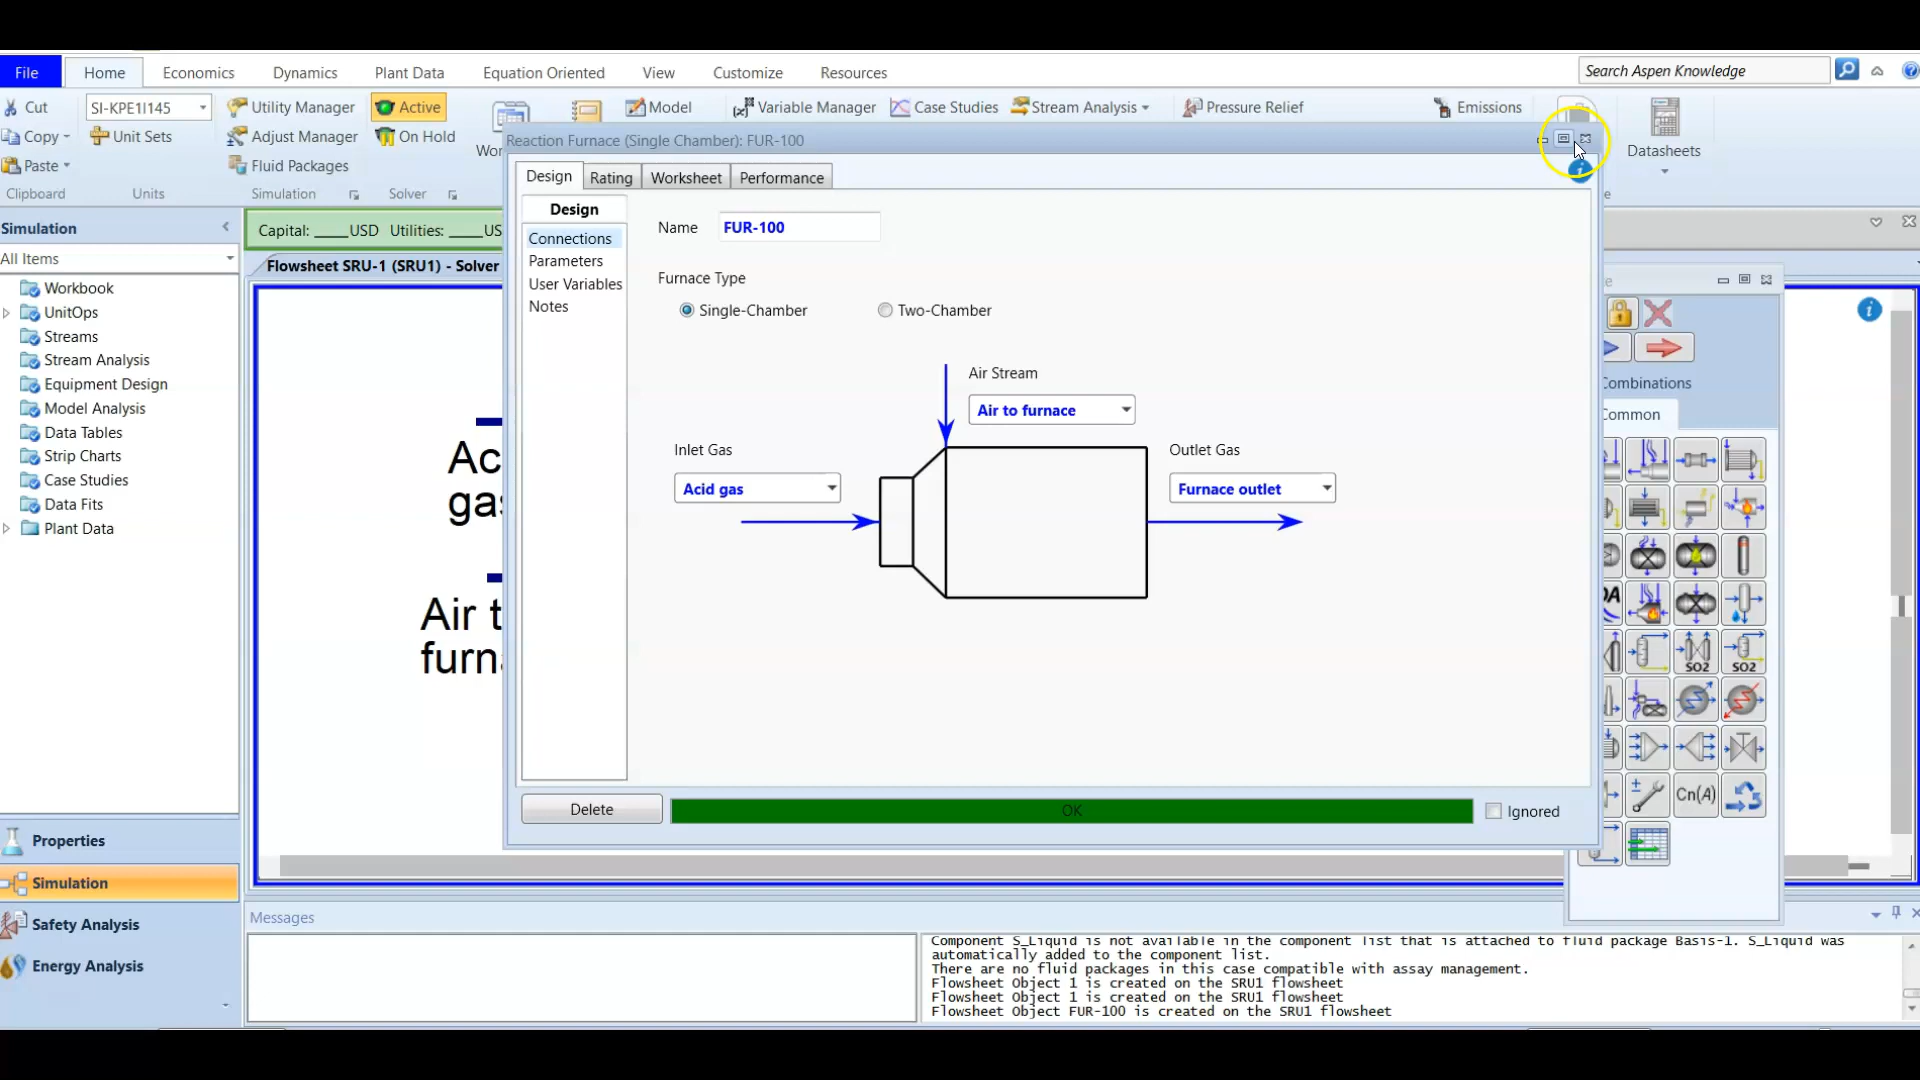 File Home Economics Dynamics Plant Data Equation Oriented View Customize Resources Search Aspen Knowledge
Cut SI-KPE1I145 Utility Manager Active Model Variable Manager Case Studies Stream Analysis Pressure Relief Emissions
Copy Unit Sets Adjust Manager On Hold Datasheets
Paste Fluid Packages
Clipboard Units Simulation Solver
Reaction Furnace (Single Chamber): FUR-100
Design Rating Worksheet Performance
Simulation
All Items
Workbook
UnitOps
Streams
Stream Analysis
Equipment Design
Model Analysis
Data Tables
Strip Charts
Case Studies
Data Fits
Plant Data
Properties
Simulation
Safety Analysis
Energy Analysis
Capital: ____USD Utilities: ____US
Flowsheet SRU-1 (SRU1) - Solver
Ac
gas
Air t
furna
Design
Connections
Parameters
User Variables
Notes
Name FUR-100
Furnace Type
Single-Chamber Two-Chamber
Air Stream
Air to furnace
Inlet Gas Outlet Gas
Acid gas Furnace outlet
Delete OK Ignored
Combinations
Common
SO2 SO2
Cn(A)
Messages
Component S_Liquid is not available in the component list that is attached to fluid package Basis-1. S_Liquid was
automatically added to the component list.
There are no fluid packages in this case compatible with assay management.
Flowsheet Object 1 is created on the SRU1 flowsheet
Flowsheet Object 1 is created on the SRU1 flowsheet
Flowsheet Object FUR-100 is created on the SRU1 flowsheet